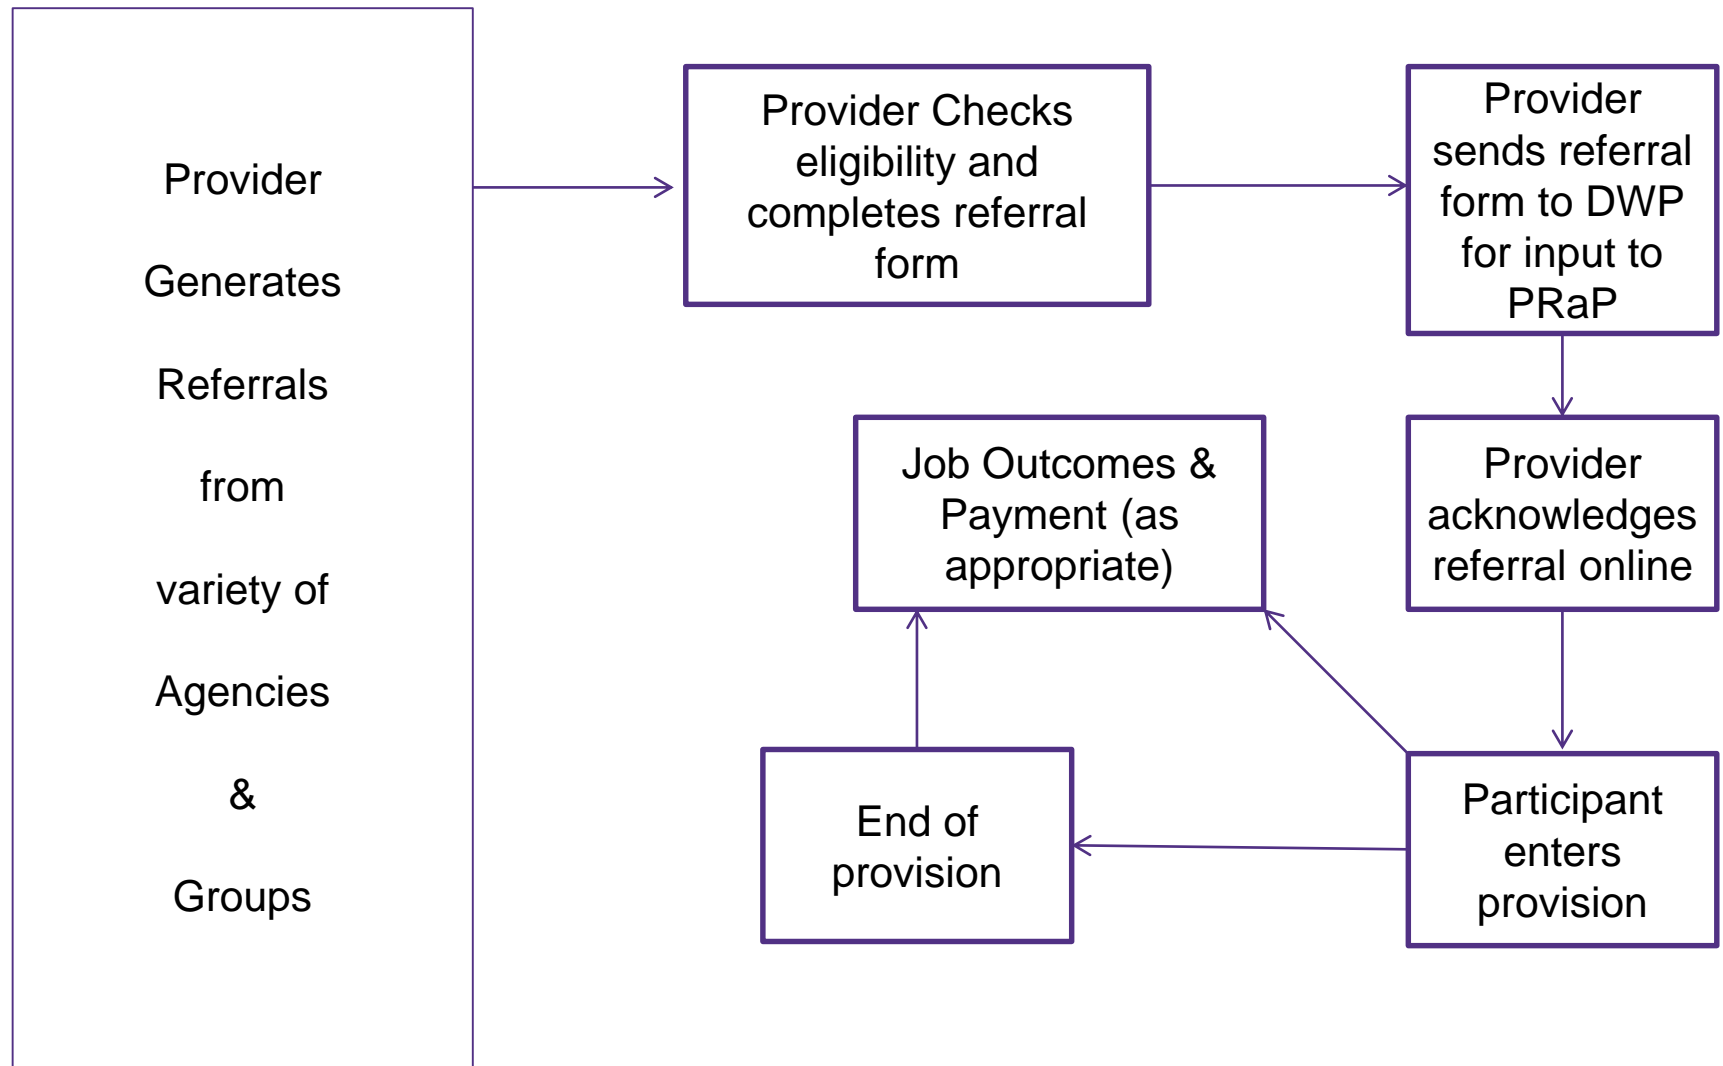 Provider
Generates
Referrals
from
variety of
Agencies
&
Groups
Provider Checks
eligibility and
completes referral
form
Provider
sends referral
form to DWP
for input to
PRaP
Provider
acknowledges
referral online
Participant
enters
provision
End of
provision
Job Outcomes &
Payment (as
appropriate)